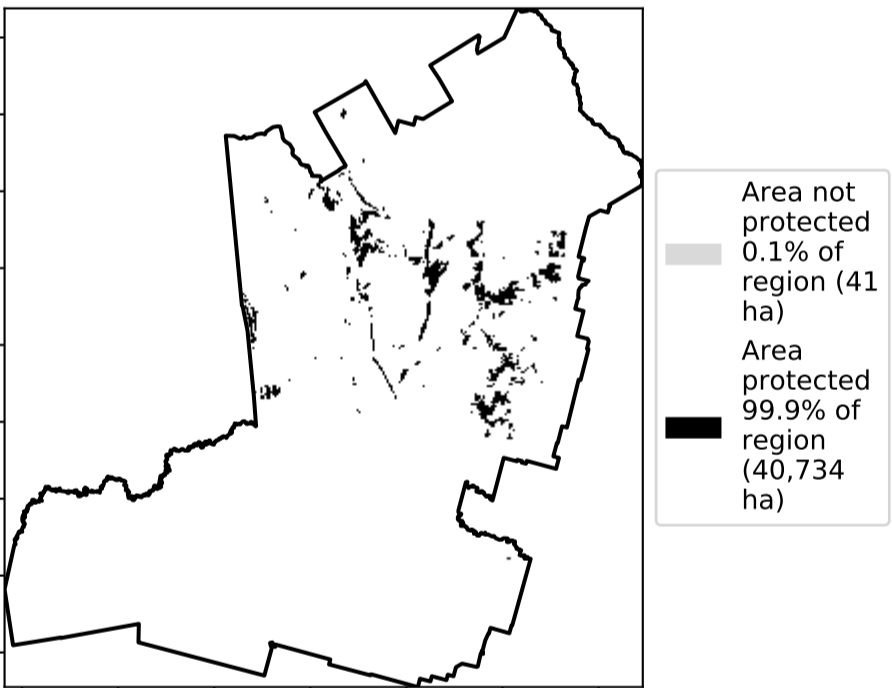 Area not
protected
0.1% of
region (41
ha)
Area
protected
99.9% of
region
(40,734
ha)